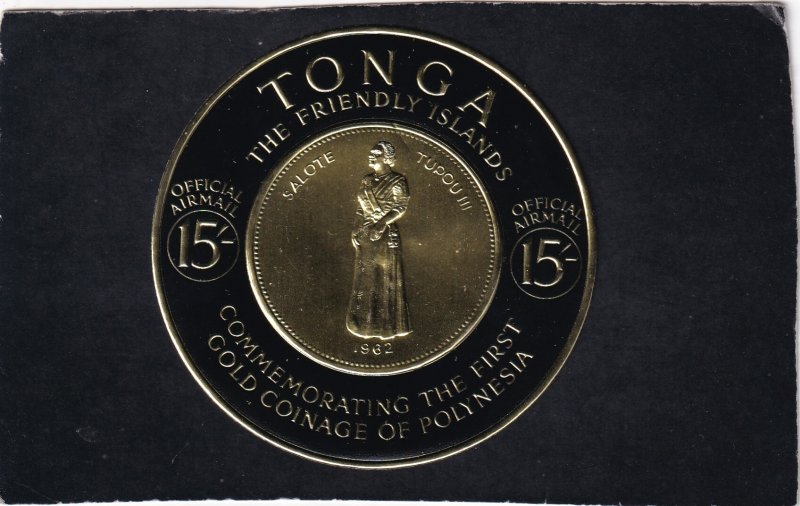 TONGA
THE FRIENDLY ISLANDS
SALOTE TUPOU III
OFFICIAL
AIRMAIL
15/-
OFFICIAL
AIRMAIL
15/-
1962
COMMEMORATING THE FIRST
GOLD COINAGE OF POLYNESIA